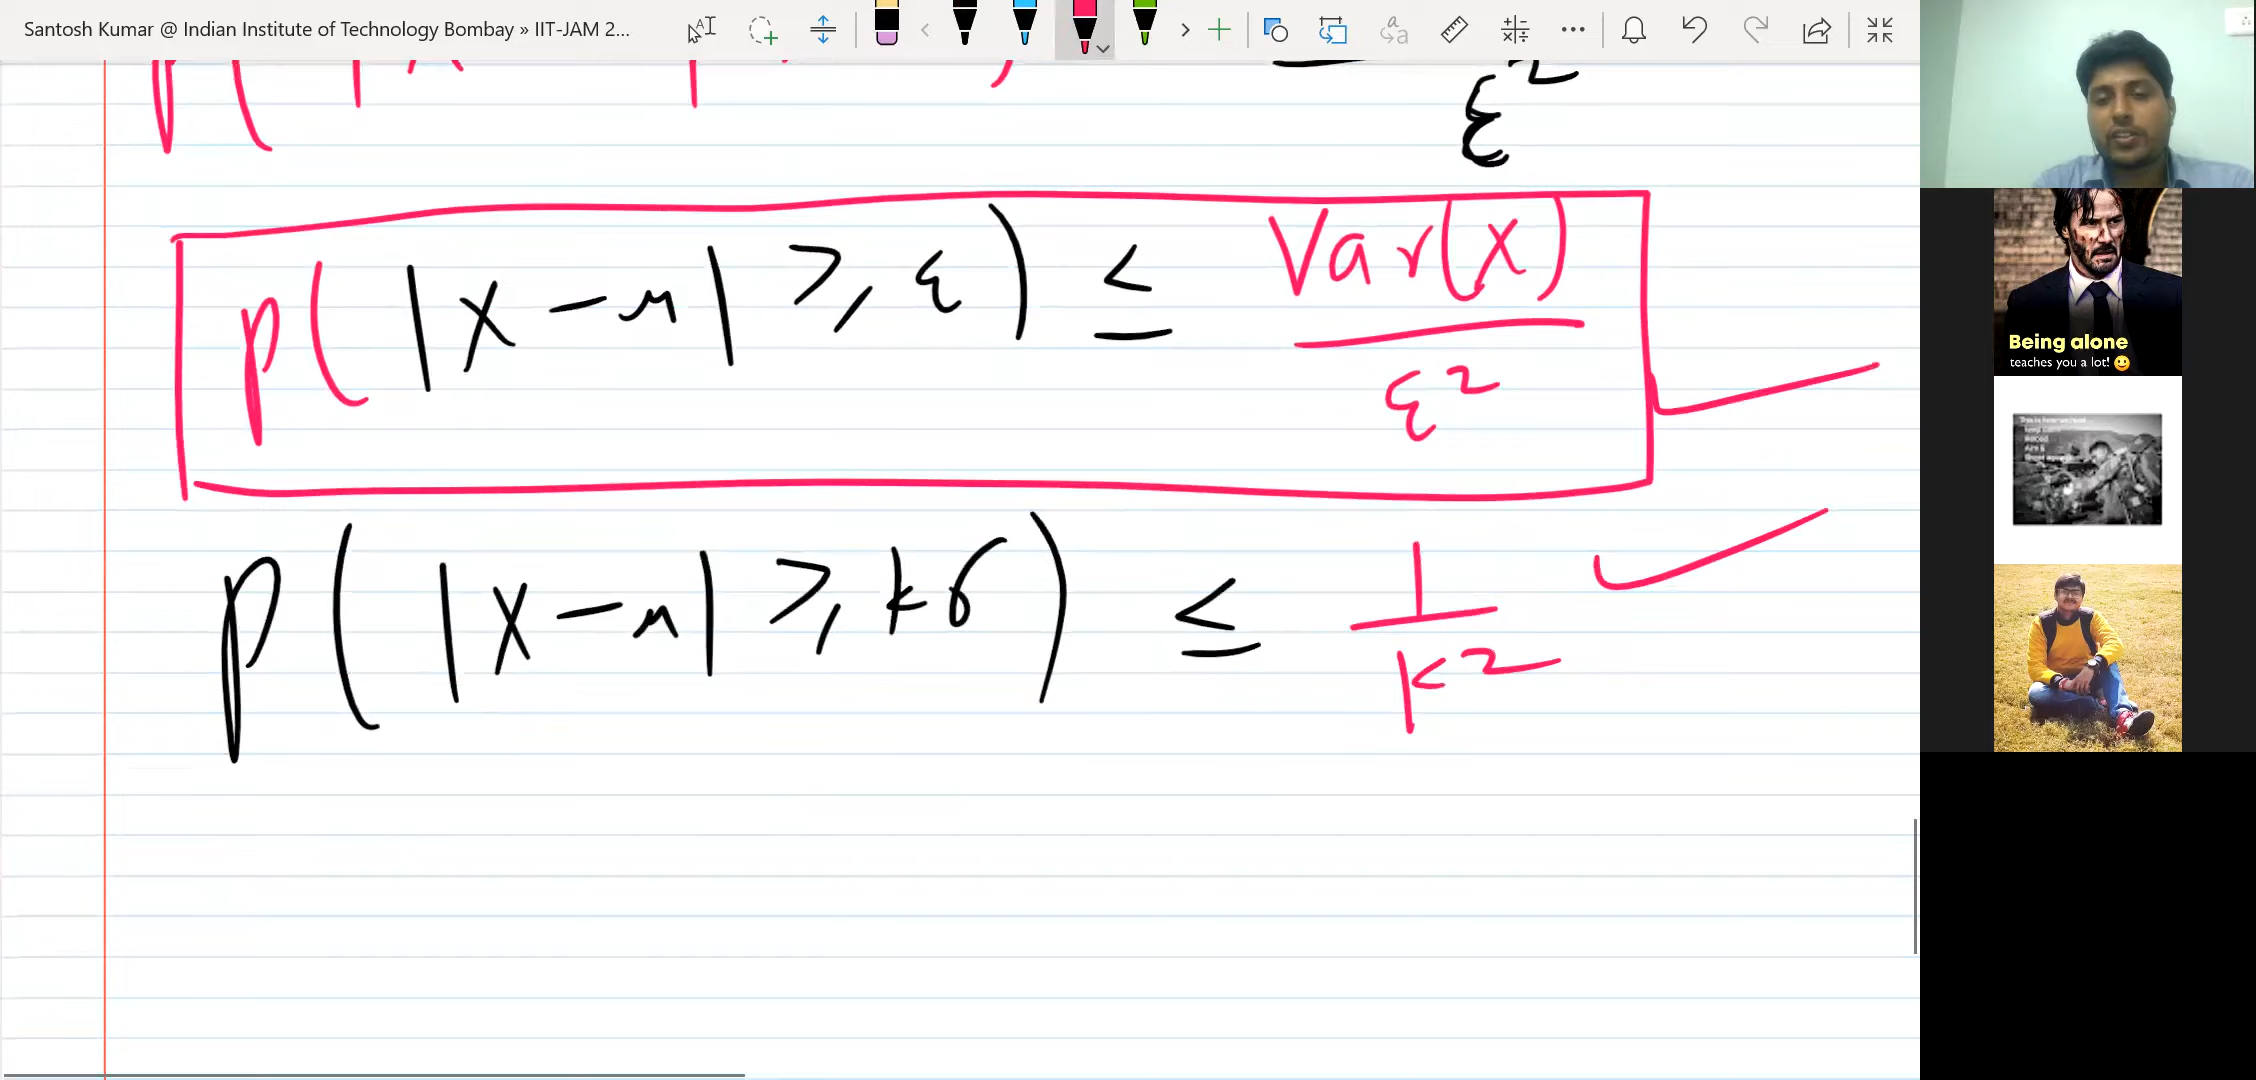 Santosh Kumar @ Indian Institute of Technology Bombay » IIT-JAM 2...
ε²
P(|X-μ| ≥, ε) ≤ Var(X) / ε²
P(|X-μ| ≥, kσ) ≤ 1 / k²
Being alone
teaches you a lot! 🙂